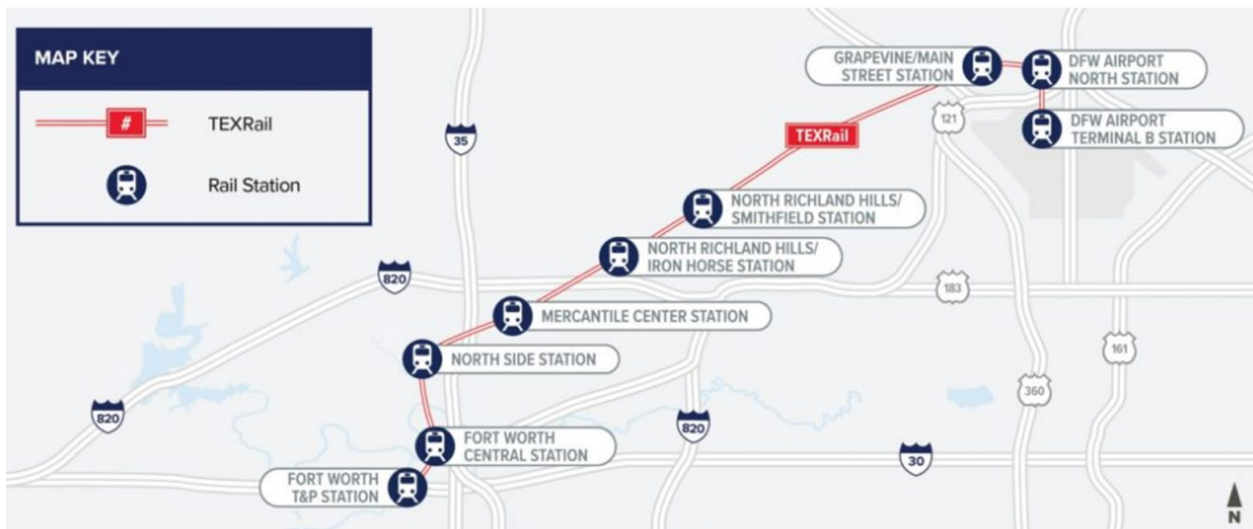 MAP KEY
#
TEXRail
Rail Station
GRAPEVINE/MAIN
STREET STATION
DFW AIRPORT
NORTH STATION
DFW AIRPORT
TERMINAL B STATION
121
35
TEXRail
NORTH RICHLAND HILLS/
SMITHFIELD STATION
NORTH RICHLAND HILLS/
IRON HORSE STATION
820
183
MERCANTILE CENTER STATION
NORTH SIDE STATION
161
360
820
820
30
FORT WORTH
CENTRAL STATION
FORT WORTH
T&P STATION
N